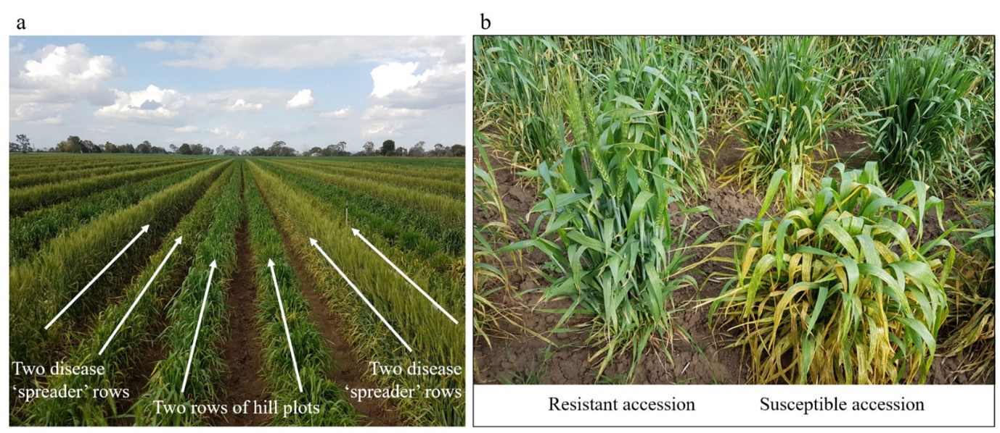 a
b
Two disease
‘spreader’ rows
Two rows of hill plots
Two disease
‘spreader’ rows
Resistant accession
Susceptible accession